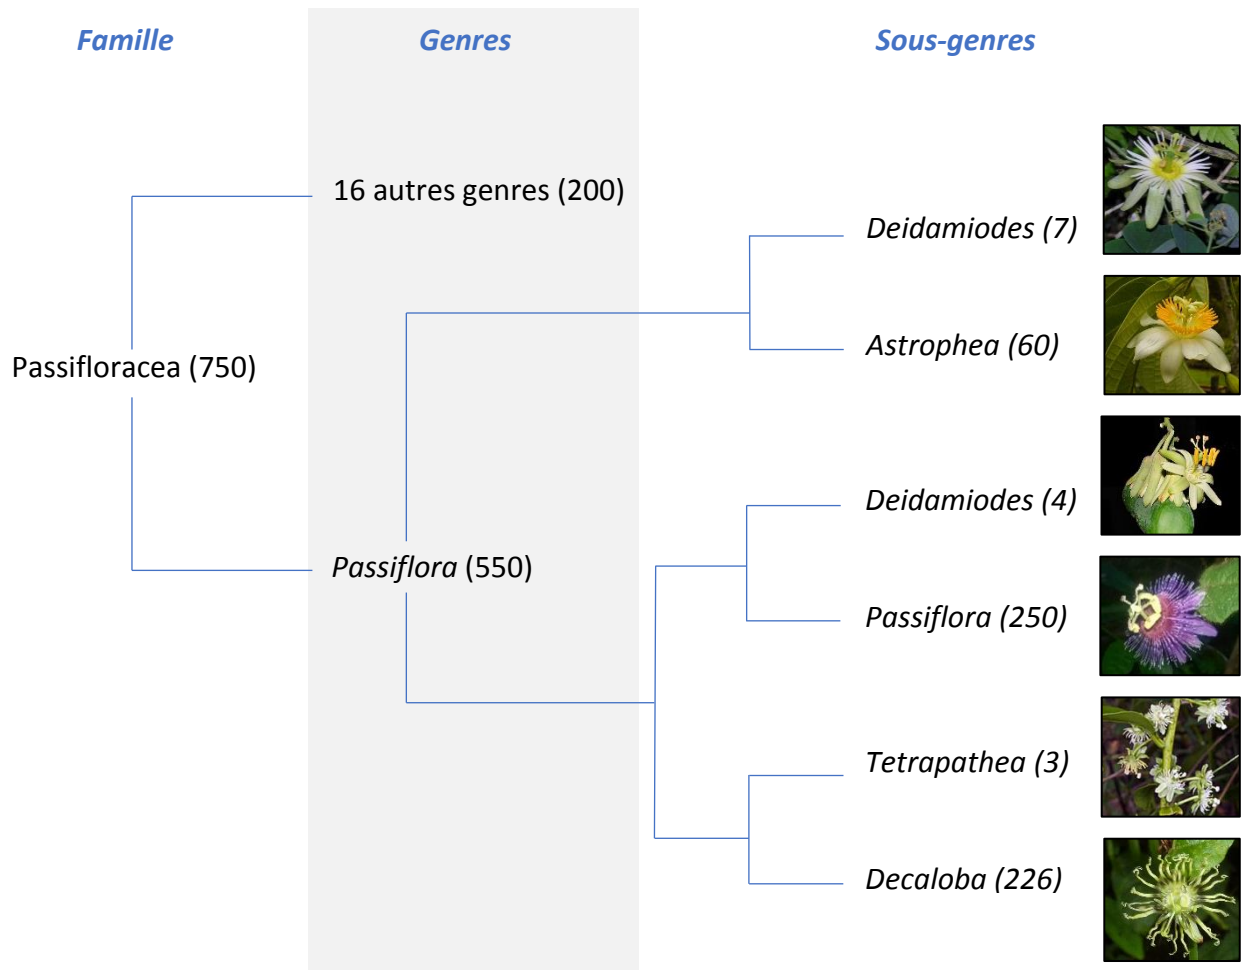 Famille
Genres
Sous-genres
16 autres genres (200)
Deidamiodes (7)
Astrophea (60)
Passifloracea (750)
Deidamiodes (4)
Passiflora (550)
Passiflora (250)
Tetrapathea (3)
Decaloba (226)